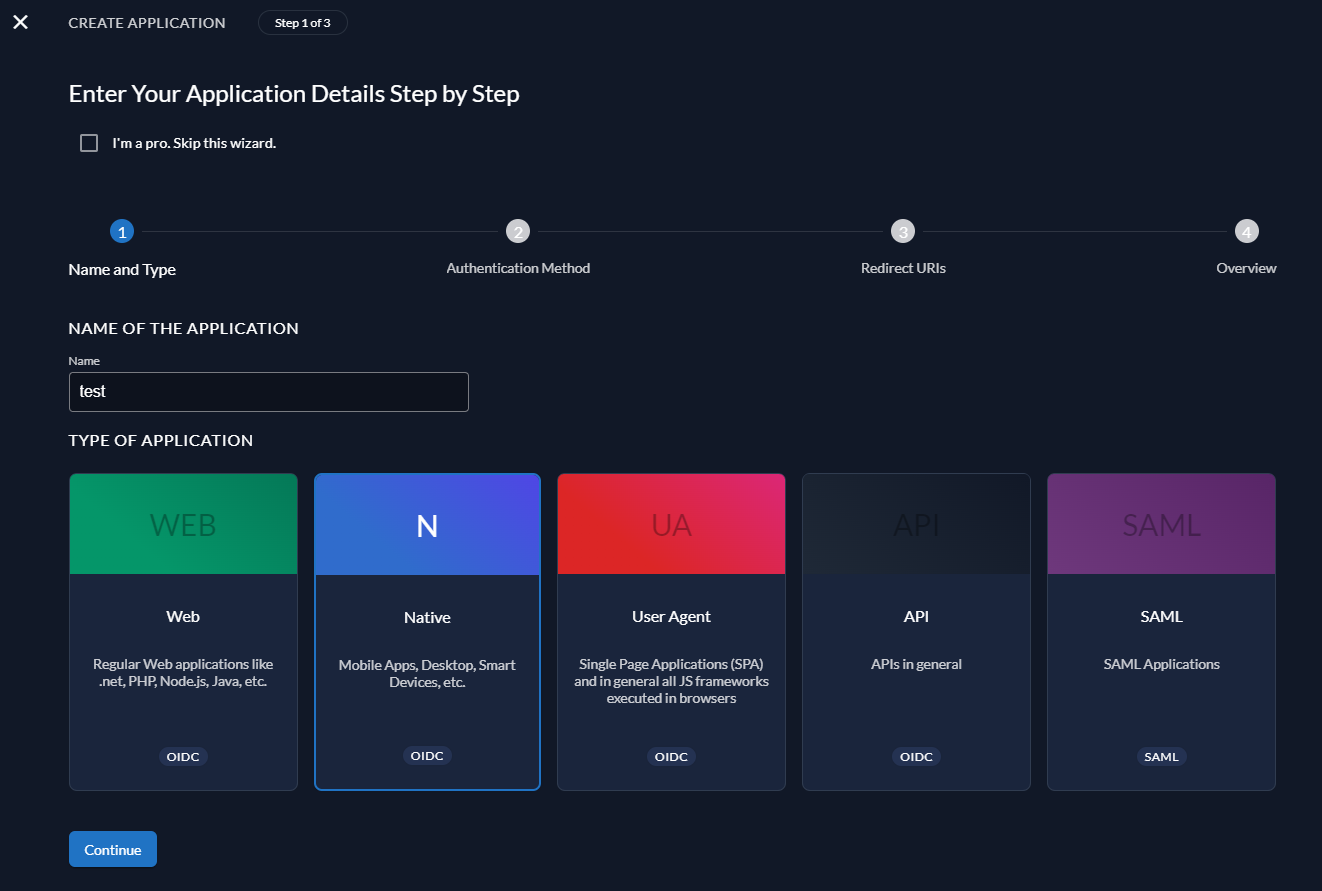 CREATE APPLICATION
Step 1 of 3
Enter Your Application Details Step by Step
I'm a pro. Skip this wizard.
1
2
3
4
Name and Type
Authentication Method
Redirect URIs
Overview
NAME OF THE APPLICATION
Name
test
TYPE OF APPLICATION
WEB
Web
Regular Web applications like
.net, PHP, Node.js, Java, etc.
OIDC
N
Native
Mobile Apps, Desktop, Smart
Devices, etc.
OIDC
UA
User Agent
Single Page Applications (SPA)
and in general all JS frameworks
executed in browsers
OIDC
API
API
APIs in general
OIDC
SAML
SAML
SAML Applications
SAML
Continue